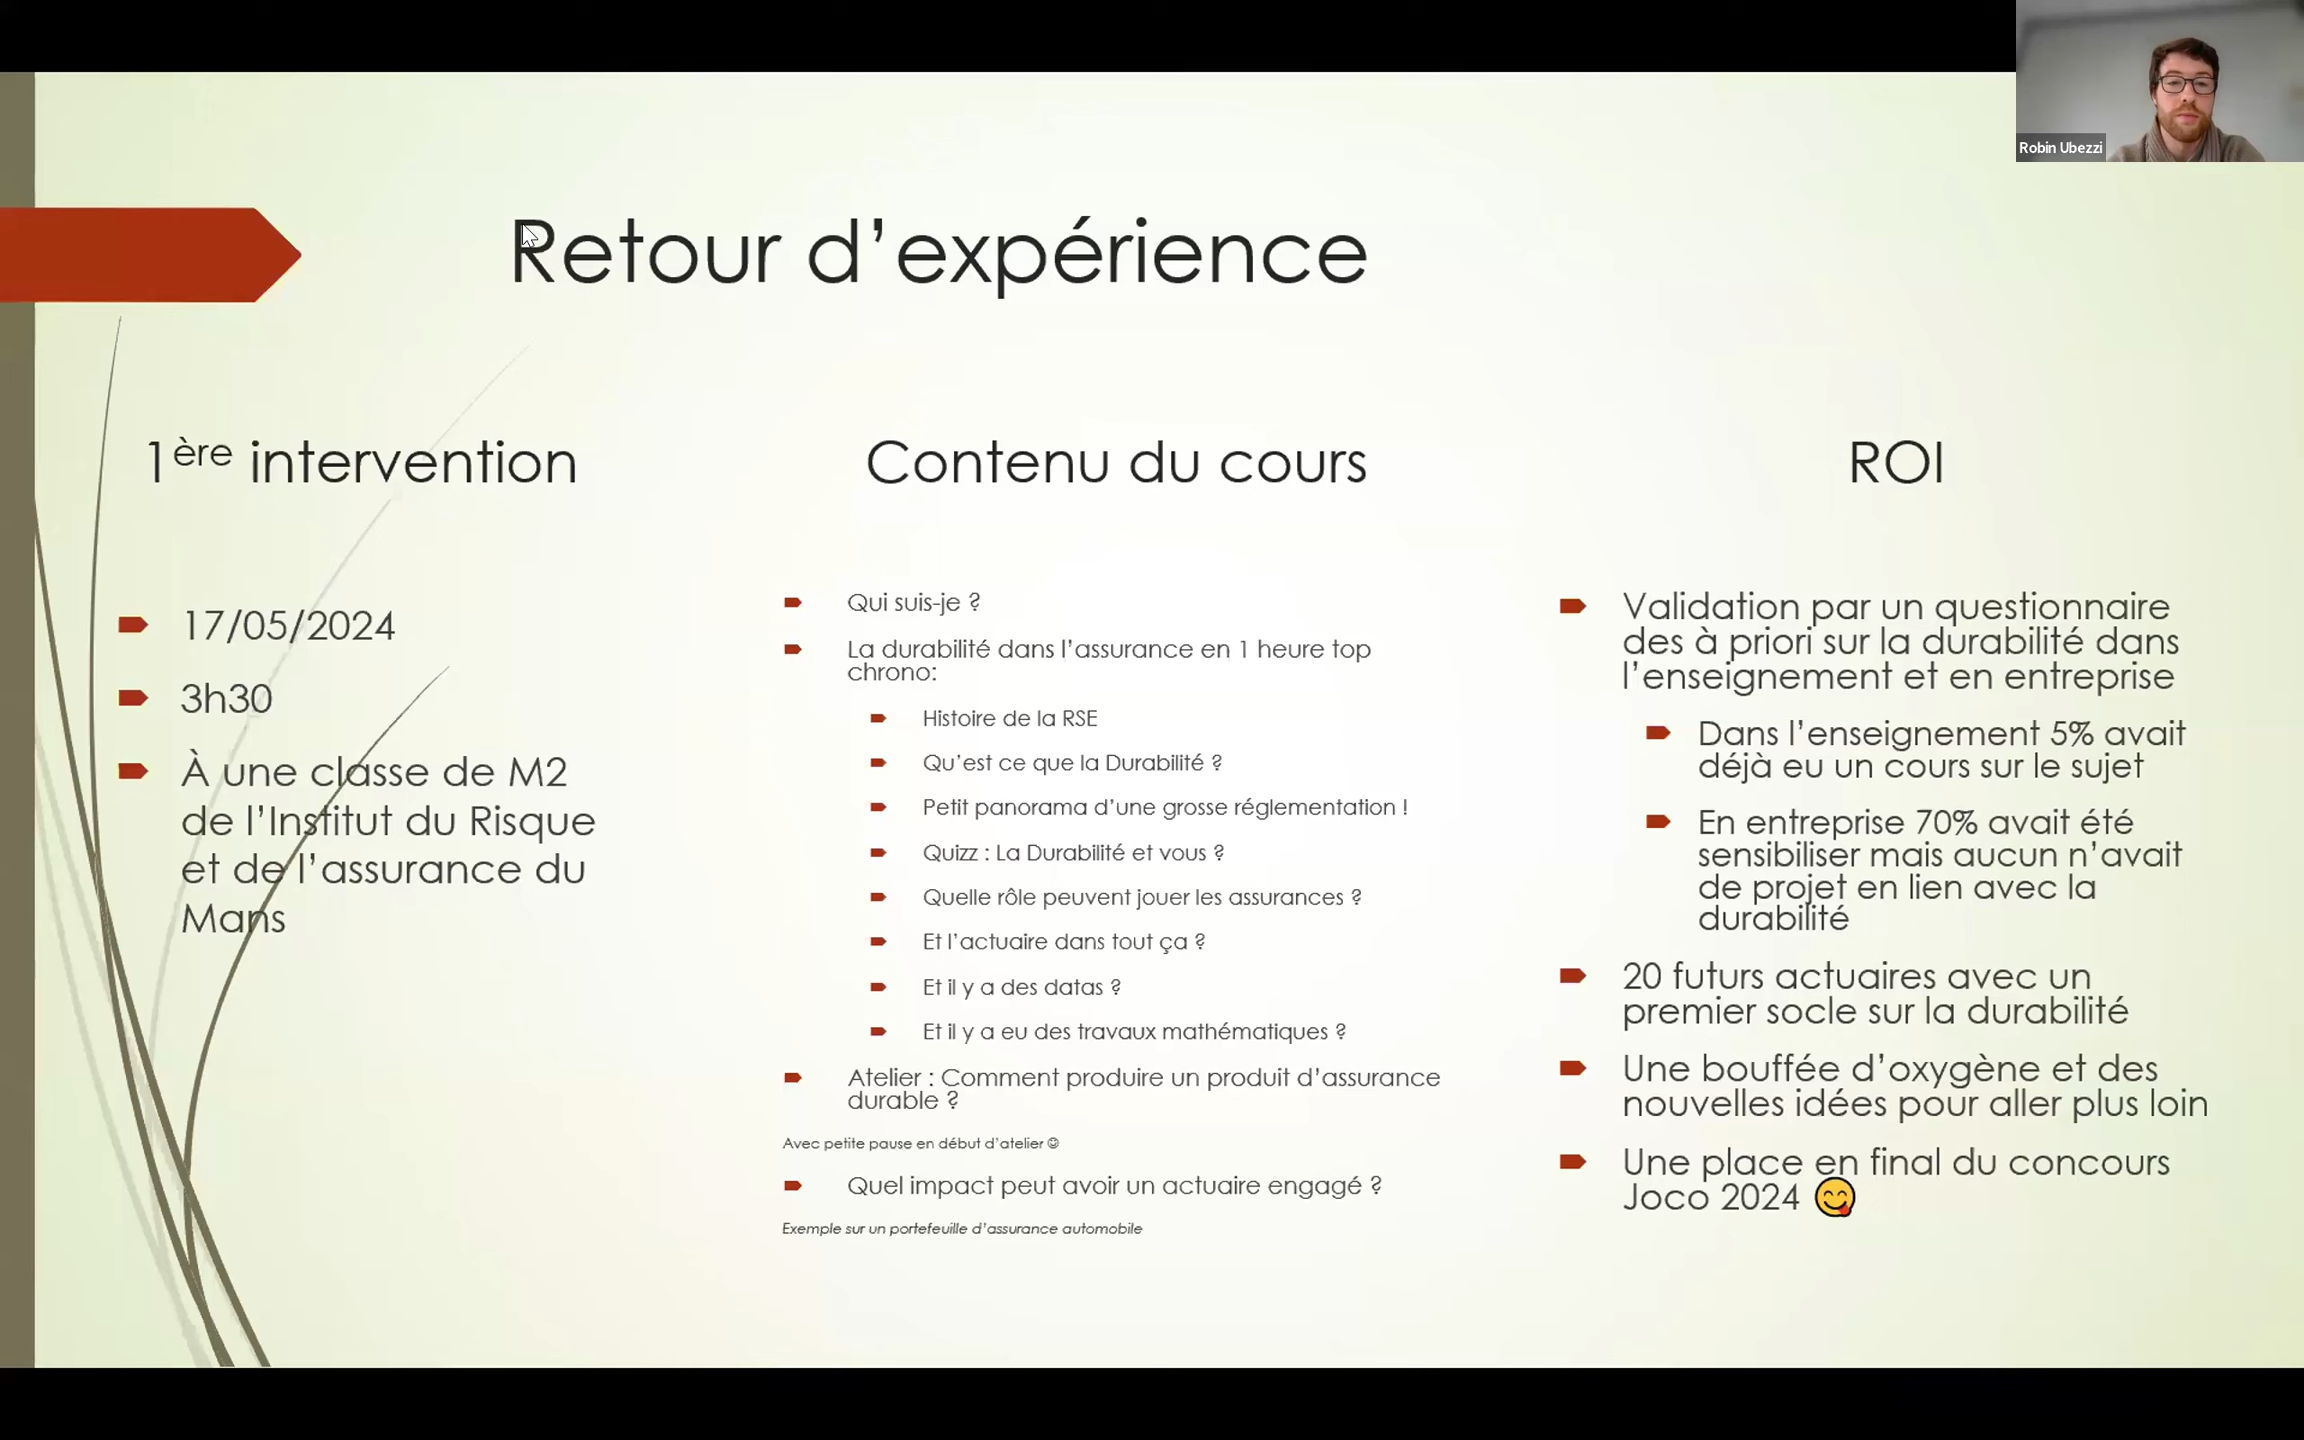 Robin Ubezzi
Retour d’expérience
1ère intervention
17/05/2024
3h30
À une classe de M2
de l’Institut du Risque
et de l’assurance du
Mans
Contenu du cours
Qui suis-je ?
La durabilité dans l’assurance en 1 heure top
chrono:
Histoire de la RSE
Qu’est ce que la Durabilité ?
Petit panorama d’une grosse réglementation !
Quizz : La Durabilité et vous ?
Quelle rôle peuvent jouer les assurances ?
Et l’actuaire dans tout ça ?
Et il y a des datas ?
Et il y a eu des travaux mathématiques ?
Atelier : Comment produire un produit d’assurance
durable ?
Avec petite pause en début d’atelier ☺
Quel impact peut avoir un actuaire engagé ?
Exemple sur un portefeuille d’assurance automobile
ROI
Validation par un questionnaire
des à priori sur la durabilité dans
l’enseignement et en entreprise
Dans l’enseignement 5% avait
déjà eu un cours sur le sujet
En entreprise 70% avait été
sensibiliser mais aucun n’avait
de projet en lien avec la
durabilité
20 futurs actuaires avec un
premier socle sur la durabilité
Une bouffée d’oxygène et des
nouvelles idées pour aller plus loin
Une place en final du concours
Joco 2024 😋